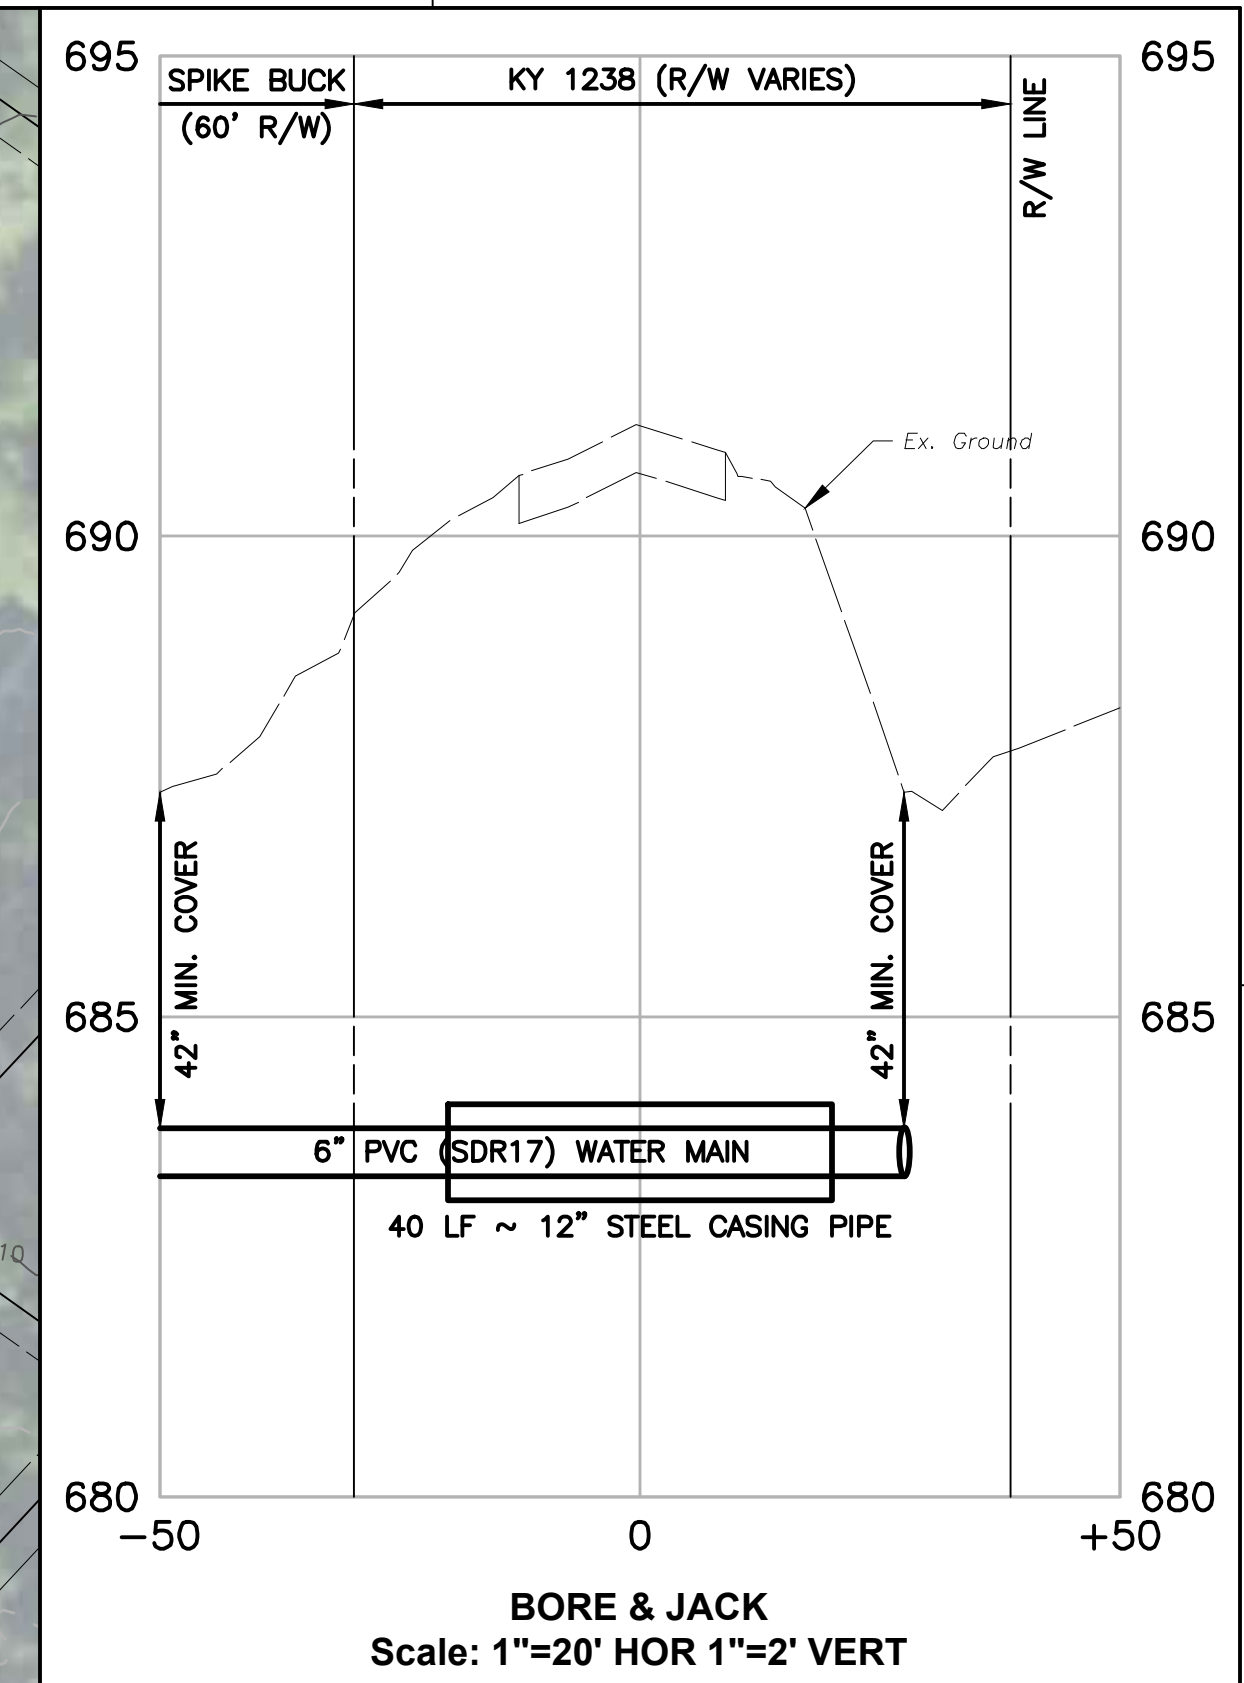 695
695
SPIKE BUCK
(60' R/W)
KY 1238 (R/W VARIES)
R/W LINE
Ex. Ground
690
690
42" MIN. COVER
42" MIN. COVER
685
685
6" PVC (SDR17) WATER MAIN
40 LF ~ 12" STEEL CASING PIPE
10
680
680
-50
0
+50
BORE & JACK
Scale: 1"=20' HOR 1"=2' VERT